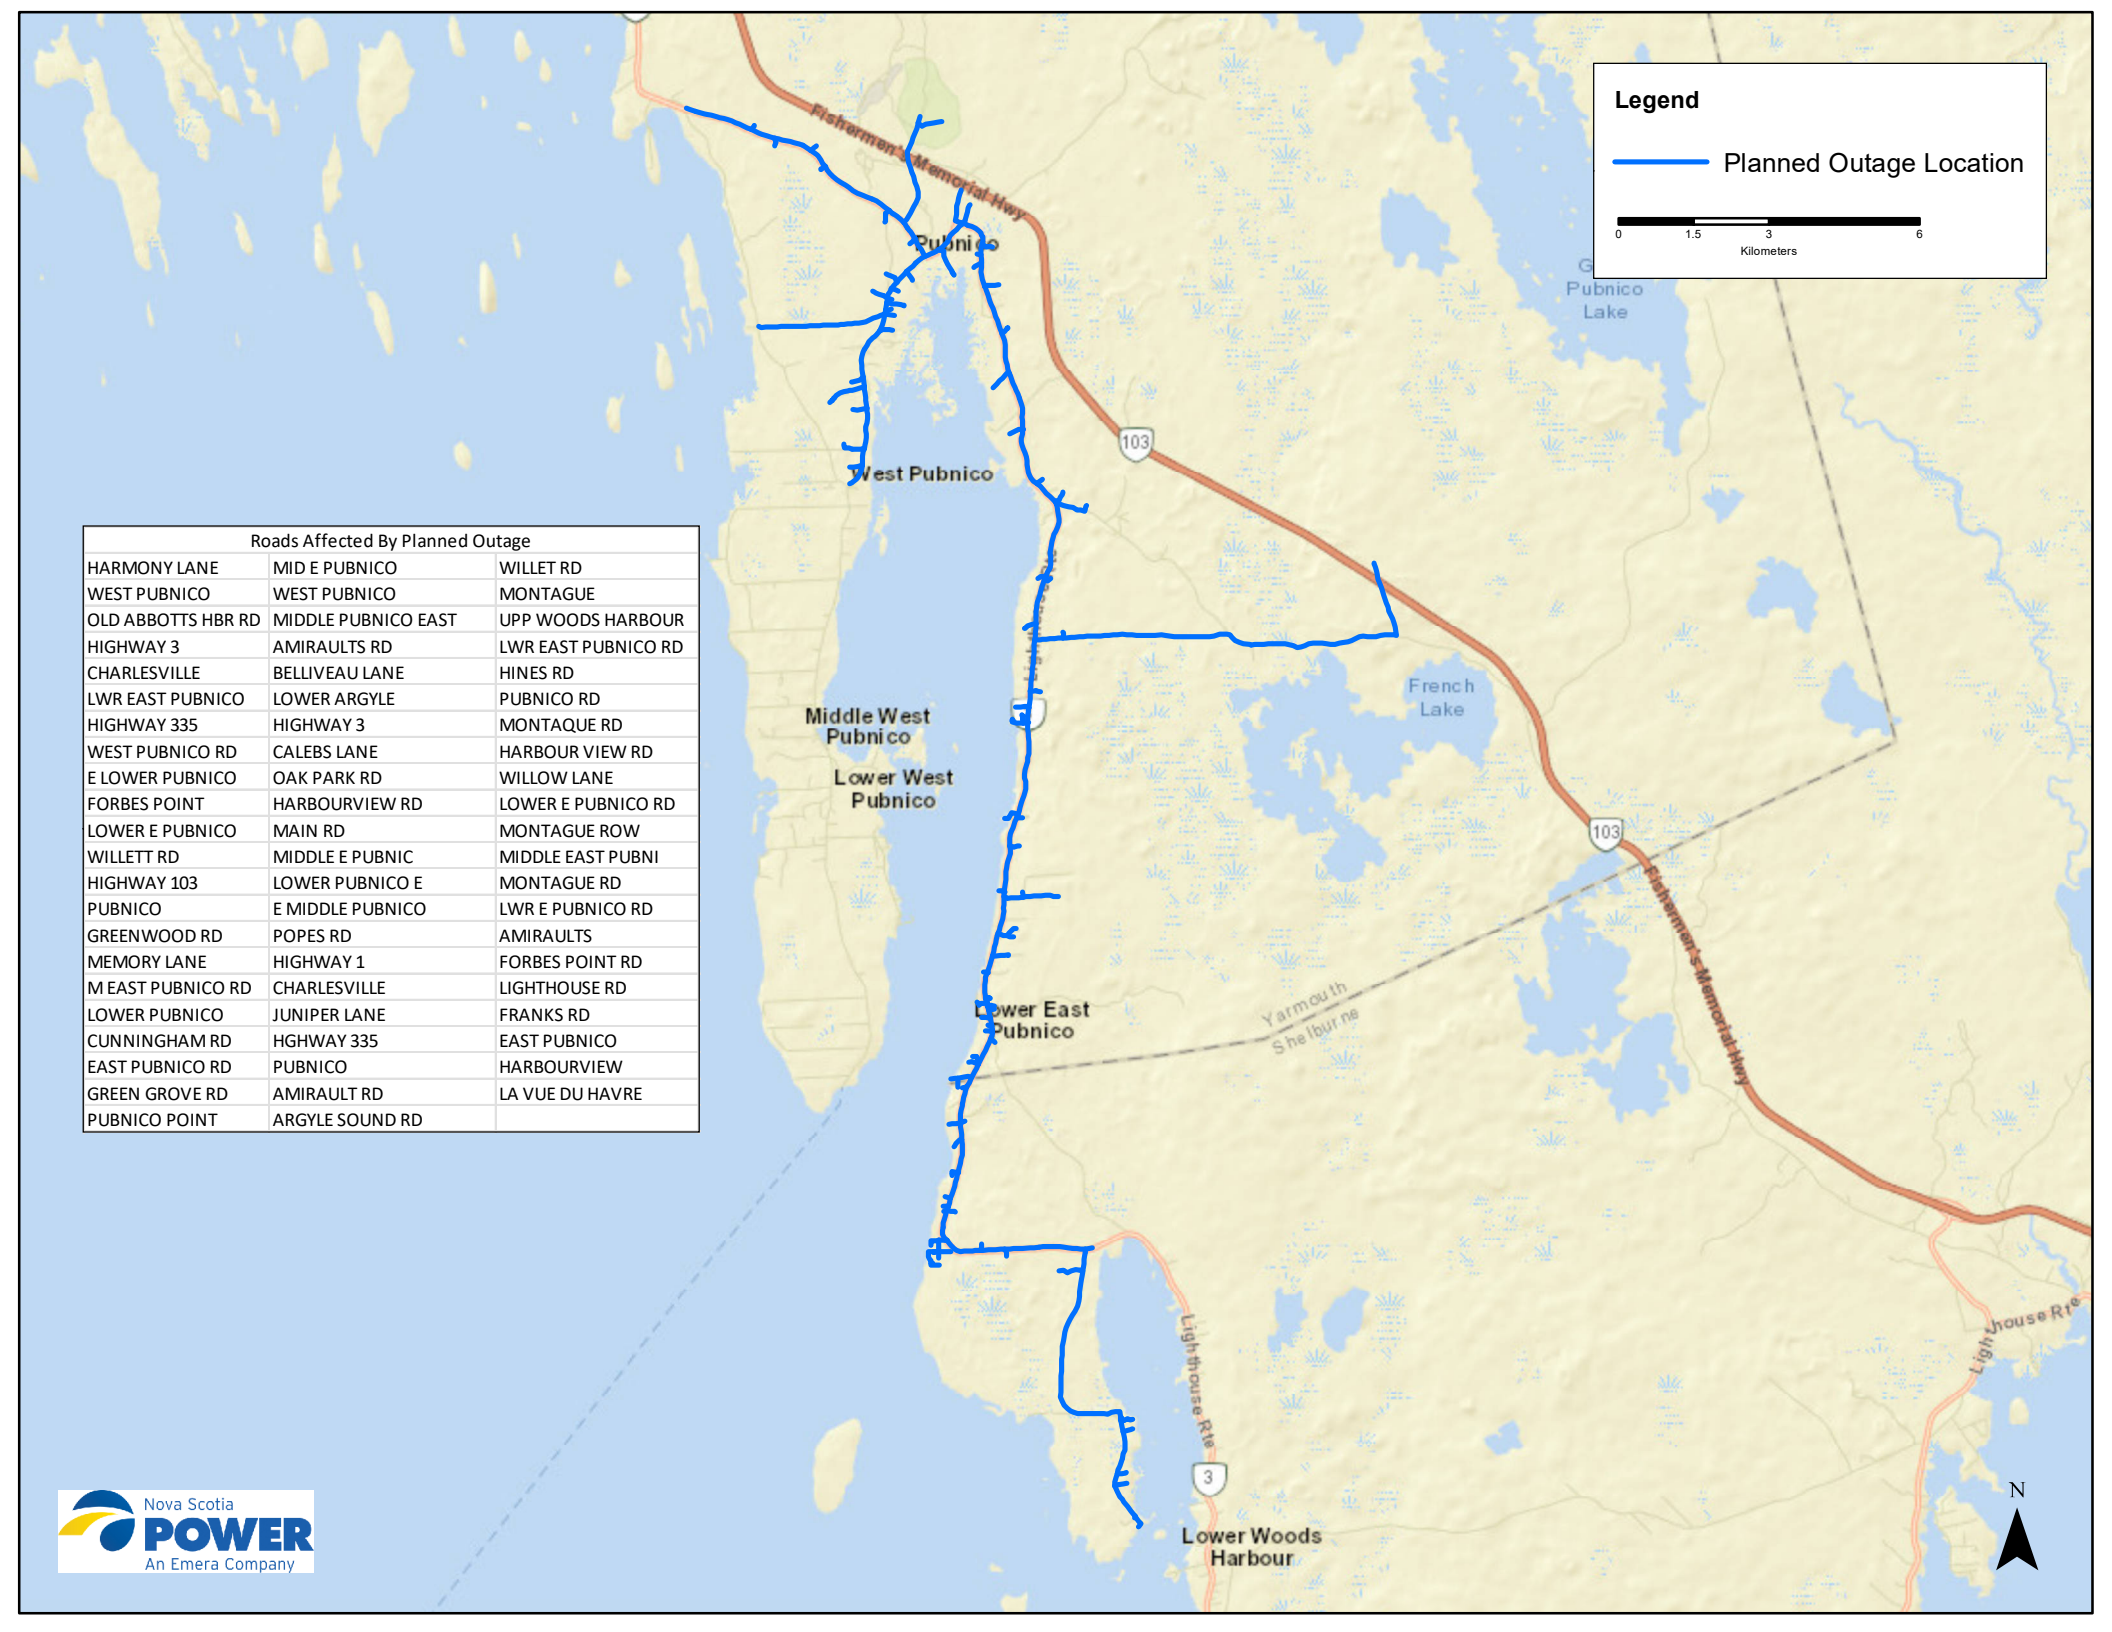 Fishermen's Memorial Hwy
Legend
Planned Outage Location
0 1.5 3 6
Kilometers
Pubnico
G
Pubnico
Lake
103
West Pubnico
Roads Affected By Planned Outage
HARMONY LANE MID E PUBNICO WILLET RD
WEST PUBNICO WEST PUBNICO MONTAGUE
OLD ABBOTTS HBR RD MIDDLE PUBNICO EAST UPP WOODS HARBOUR
HIGHWAY 3 AMIRAULTS RD LWR EAST PUBNICO RD
CHARLESVILLE BELLIVEAU LANE HINES RD
LWR EAST PUBNICO LOWER ARGYLE PUBNICO RD
HIGHWAY 335 HIGHWAY 3 MONTAQUE RD
WEST PUBNICO RD CALEBS LANE HARBOUR VIEW RD
E LOWER PUBNICO OAK PARK RD WILLOW LANE
FORBES POINT HARBOURVIEW RD LOWER E PUBNICO RD
LOWER E PUBNICO MAIN RD MONTAGUE ROW
WILLETT RD MIDDLE E PUBNIC MIDDLE EAST PUBNI
HIGHWAY 103 LOWER PUBNICO E MONTAGUE RD
PUBNICO E MIDDLE PUBNICO LWR E PUBNICO RD
GREENWOOD RD POPES RD AMIRAULTS
MEMORY LANE HIGHWAY 1 FORBES POINT RD
M EAST PUBNICO RD CHARLESVILLE LIGHTHOUSE RD
LOWER PUBNICO JUNIPER LANE FRANKS RD
CUNNINGHAM RD HGHWAY 335 EAST PUBNICO
EAST PUBNICO RD PUBNICO HARBOURVIEW
GREEN GROVE RD AMIRAULT RD LA VUE DU HAVRE
PUBNICO POINT ARGYLE SOUND RD
French
Lake
Middle West
Pubnico
Lower West
Pubnico
103
Fishermen's Memorial Hwy
Lower East
Pubnico
Yarmouth
Shelburne
Lighthouse Rte
Lighthouse Rte
3
Lower Woods
Harbour
N
Nova Scotia
POWER
An Emera Company